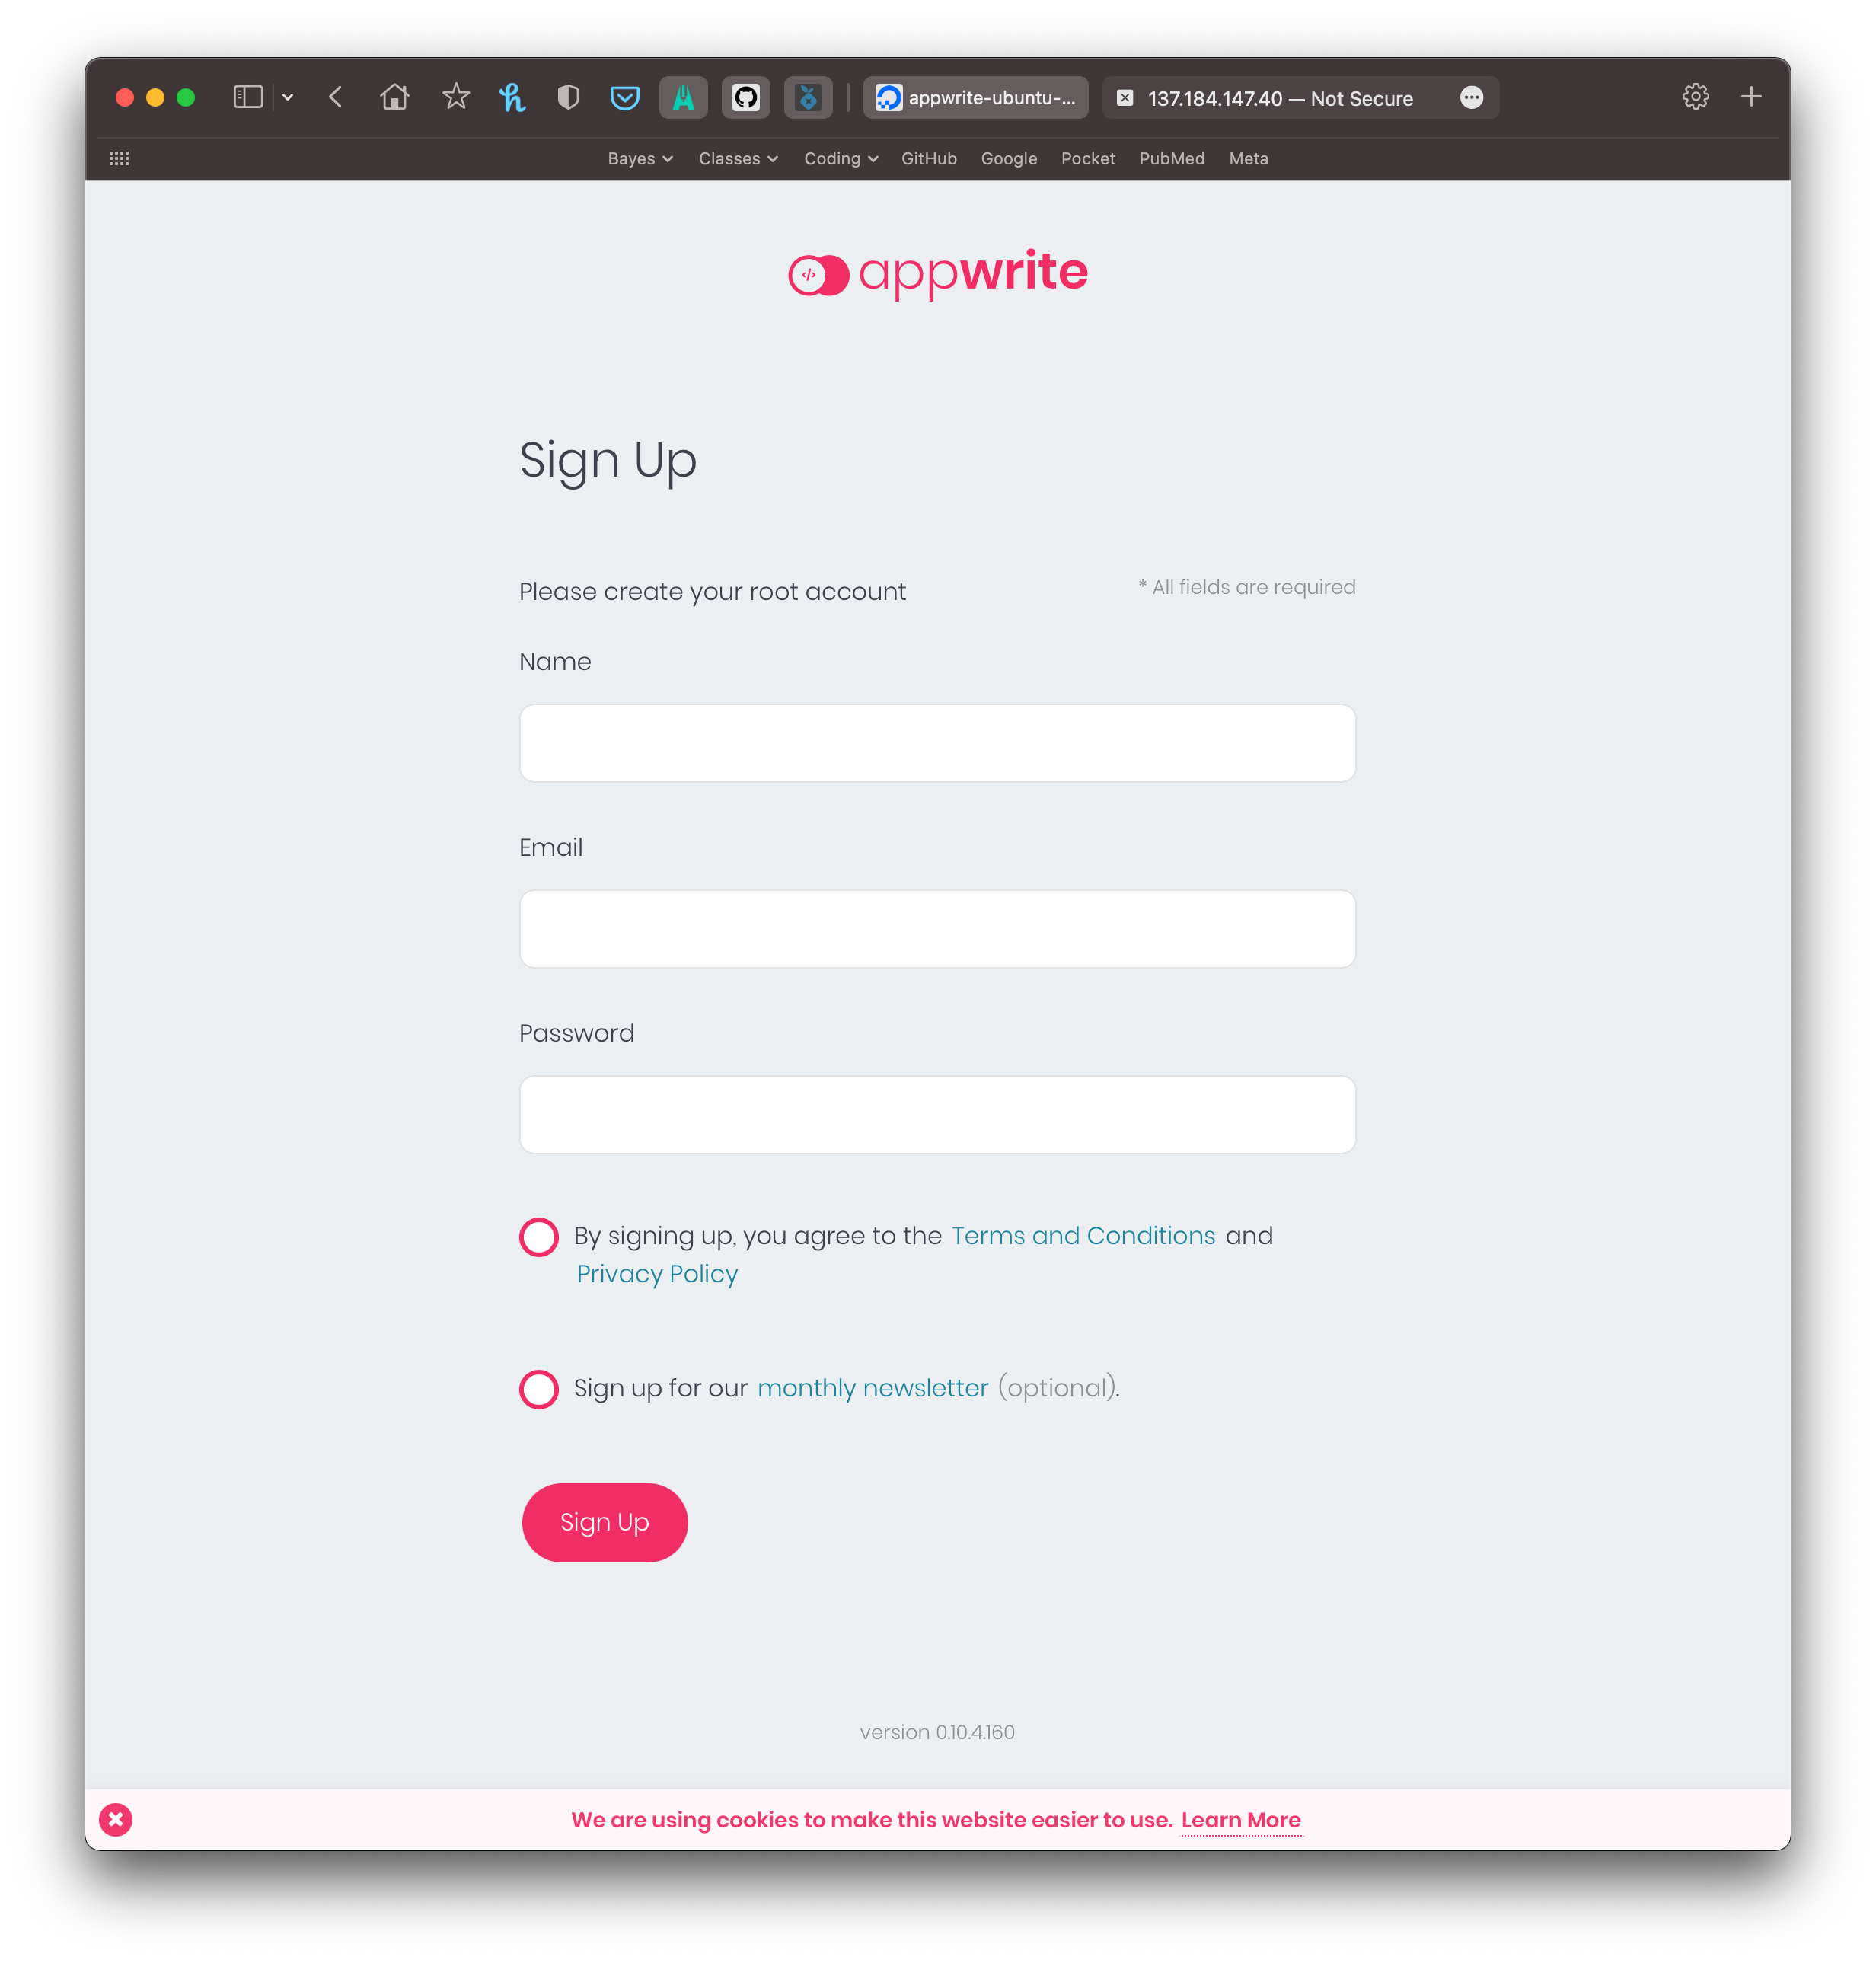 appwrite-ubuntu-...
137.184.147.40 — Not Secure
Bayes Classes Coding GitHub Google Pocket PubMed Meta
appwrite
Sign Up
Please create your root account
* All fields are required
Name
Email
Password
By signing up, you agree to the Terms and Conditions and
Privacy Policy
Sign up for our monthly newsletter (optional).
Sign Up
version 0.10.4.160
We are using cookies to make this website easier to use. Learn More